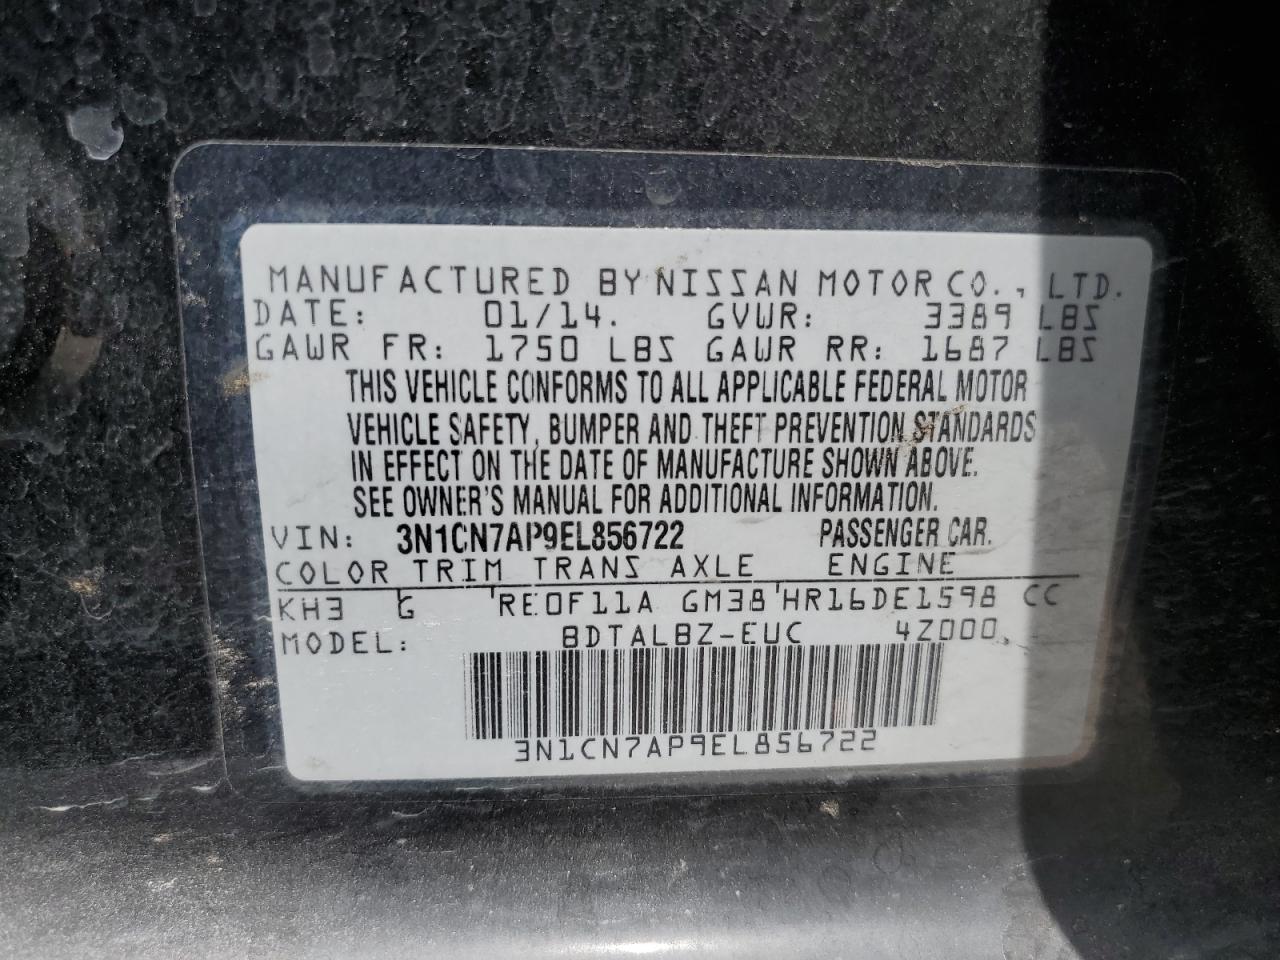 MANUFACTURED BY NISSAN MOTOR CO., LTD.
DATE: 01/14. GVWR: 3389 LBS
GAWR FR: 1750 LBS GAWR RR: 1687 LBS
THIS VEHICLE CONFORMS TO ALL APPLICABLE FEDERAL MOTOR
VEHICLE SAFETY, BUMPER AND THEFT PREVENTION STANDARDS
IN EFFECT ON THE DATE OF MANUFACTURE SHOWN ABOVE.
SEE OWNER'S MANUAL FOR ADDITIONAL INFORMATION.
VIN: 3N1CN7AP9EL856722 PASSENGER CAR.
COLOR TRIM TRANS AXLE ENGINE
KH3 G RE0F11A GM38 HR16DE1598 CC
MODEL: BDTALBZ-EUC 4Z000
3N1CN7AP9EL856722